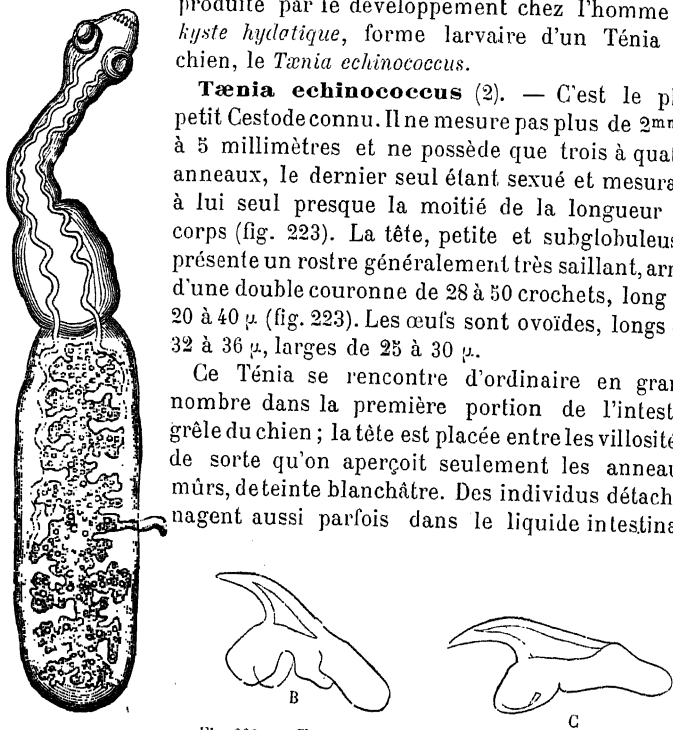 produite par le développement chez l'homme
kyste hydatique, forme larvaire d'un Ténia
chien, le Tænia echinococcus.
Tænia echinococcus (2). — C'est le
petit Cestode connu. Il ne mesure pas plus de 2mm
à 5 millimètres et ne possède que trois à
anneaux, le dernier seul étant sexué et
à lui seul presque la moitié de la longueur
corps (fig. 223). La tête, petite et
présente un rostre généralement très saillant,
d'une double couronne de 28 à 50 crochets, long
20 à 40 μ (fig. 223). Les œufs sont ovoïdes, longs
32 à 36 μ, larges de 25 à 30 μ.
Ce Ténia se rencontre d'ordinaire en
nombre dans la première portion de
grêle du chien ; la tète est placée entre les
de sorte qu'on aperçoit seulement les
mûrs, de teinte blanchâtre. Des individus
nagent aussi parfois dans le liquide
B
C